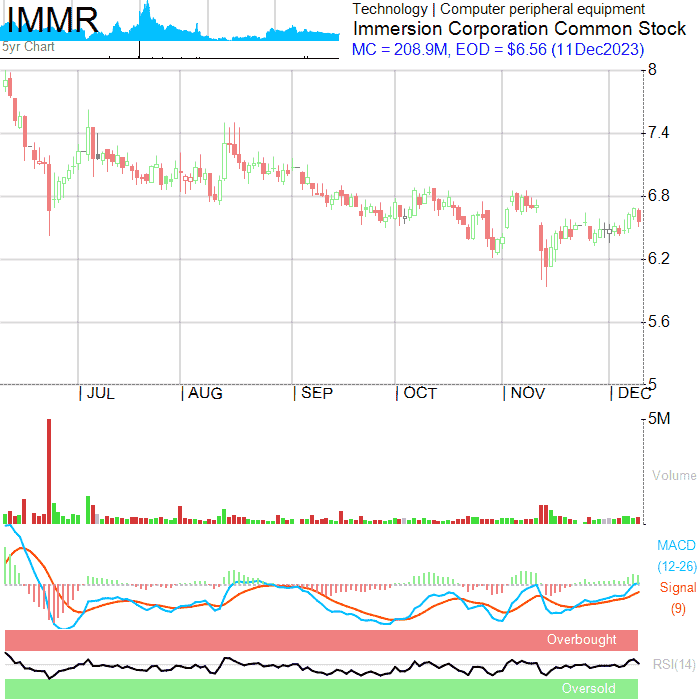 IMMR
5yr Chart
Technology | Computer peripheral equipment
Immersion Corporation Common Stock
MC = 208.9M, EOD = $6.56 (11Dec2023)
8
7.4
6.8
6.2
5.6
5
| JUL | AUG | SEP | OCT | NOV | DEC
5M
Volume
MACD
(12-26)
Signal
(9)
Overbought
RSI(14)
Oversold